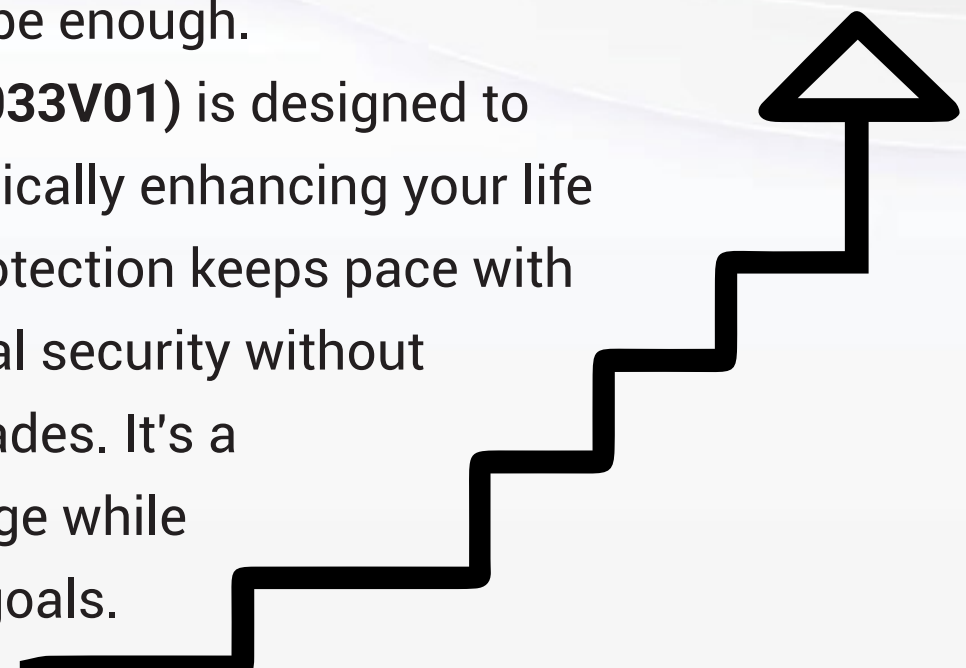 be enough.
033V01) is designed to
ically enhancing your life
otection keeps pace with
al security without
ades. It's a
ge while
goals.